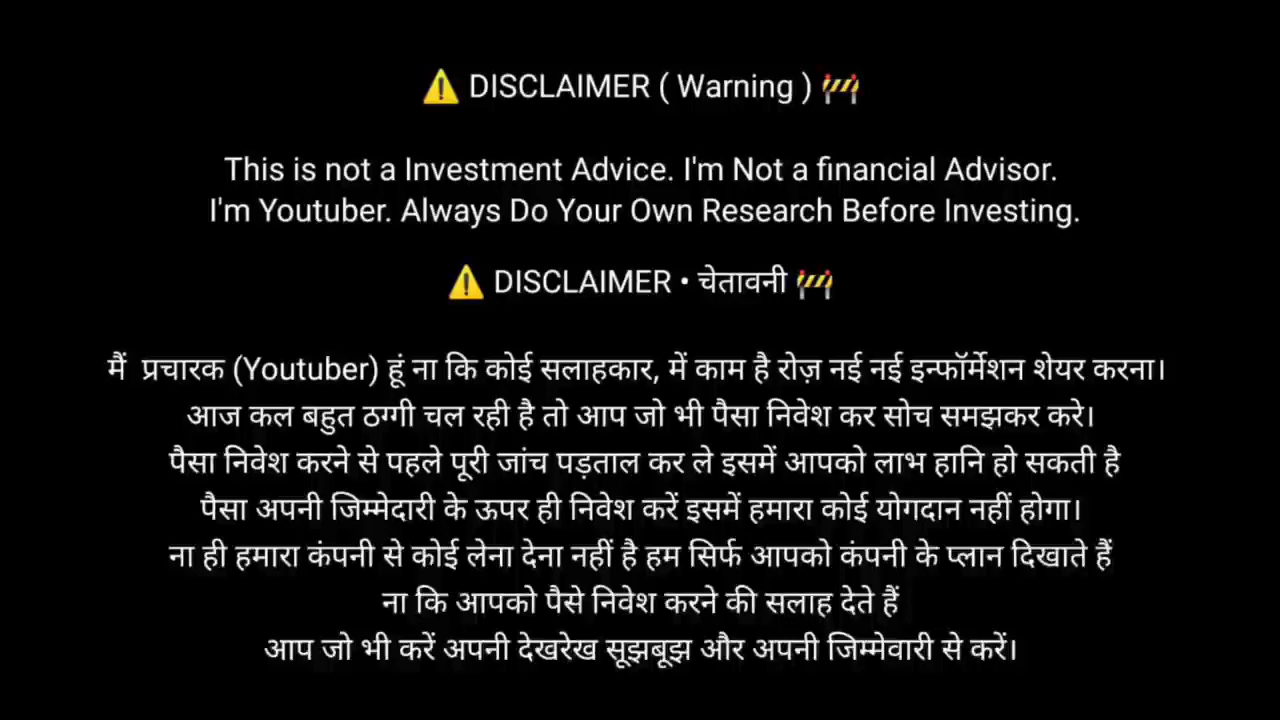 ⚠️ DISCLAIMER ( Warning ) 🚧
This is not a Investment Advice. I'm Not a financial Advisor.
I'm Youtuber. Always Do Your Own Research Before Investing.
⚠️ DISCLAIMER • चेतावनी 🚧
मैं प्रचारक (Youtuber) हूं ना कि कोई सलाहकार, में काम है रोज़ नई नई इन्फॉर्मेशन शेयर करना।
आज कल बहुत ठग्गी चल रही है तो आप जो भी पैसा निवेश कर सोच समझकर करे।
पैसा निवेश करने से पहले पूरी जांच पड़ताल कर ले इसमें आपको लाभ हानि हो सकती है
पैसा अपनी जिम्मेदारी के ऊपर ही निवेश करें इसमें हमारा कोई योगदान नहीं होगा।
ना ही हमारा कंपनी से कोई लेना देना नहीं है हम सिर्फ आपको कंपनी के प्लान दिखाते हैं
ना कि आपको पैसे निवेश करने की सलाह देते हैं
आप जो भी करें अपनी देखरेख सूझबूझ और अपनी जिम्मेवारी से करें।